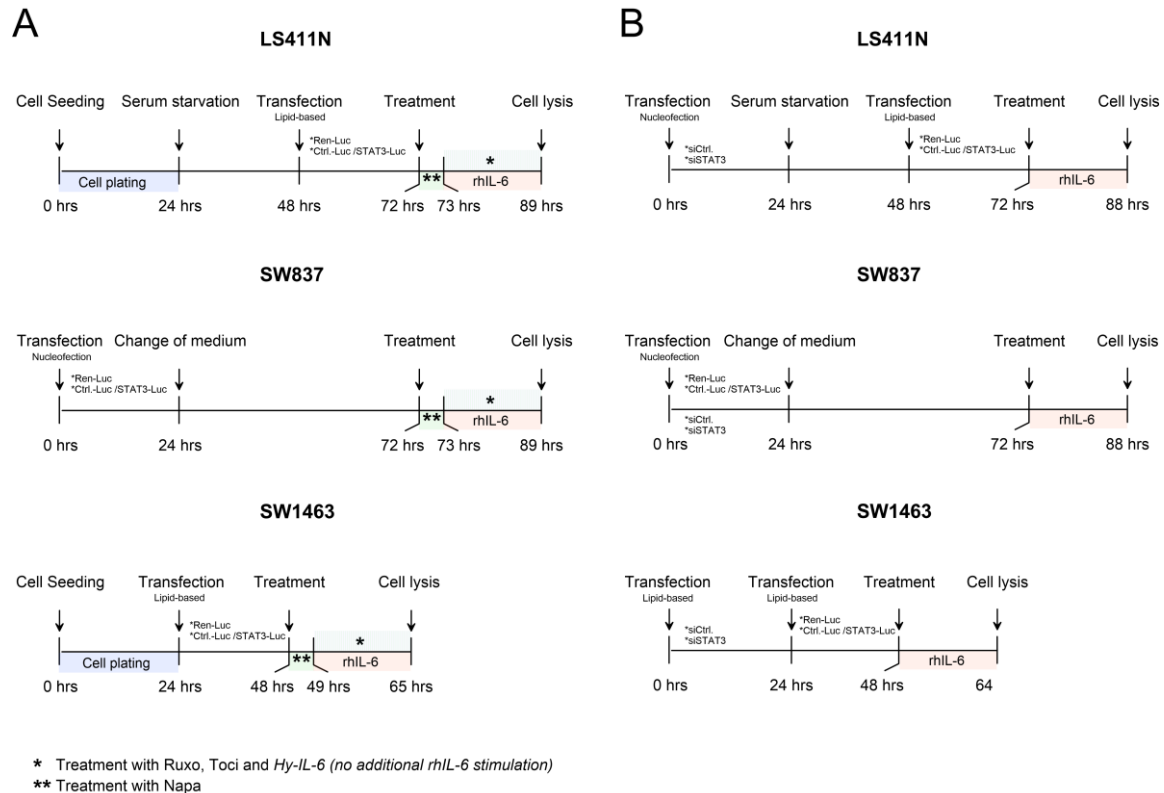 A
LS411N
Cell Seeding Serum starvation Transfection Treatment Cell lysis
Lipid-based
*Ren-Luc
*Ctrl.-Luc /STAT3-Luc
*
Cell plating ** rhIL-6
0 hrs 24 hrs 48 hrs 72 hrs 73 hrs 89 hrs
SW837
Transfection Change of medium Treatment Cell lysis
Nucleofection
*Ren-Luc
*Ctrl.-Luc /STAT3-Luc
*
** rhIL-6
0 hrs 24 hrs 72 hrs 73 hrs 89 hrs
SW1463
Cell Seeding Transfection Treatment Cell lysis
Lipid-based
*Ren-Luc
*Ctrl.-Luc /STAT3-Luc
*
Cell plating ** rhIL-6
0 hrs 24 hrs 48 hrs 49 hrs 65 hrs
* Treatment with Ruxo, Toci and Hy-IL-6 (no additional rhIL-6 stimulation)
** Treatment with Napa
B
LS411N
Transfection Serum starvation Transfection Treatment Cell lysis
Nucleofection Lipid-based
*siCtrl.
*siSTAT3
*Ren-Luc
*Ctrl.-Luc /STAT3-Luc
rhIL-6
0 hrs 24 hrs 48 hrs 72 hrs 88 hrs
SW837
Transfection Change of medium Treatment Cell lysis
Nucleofection
*Ren-Luc
*Ctrl.-Luc /STAT3-Luc
*siCtrl.
*siSTAT3
rhIL-6
0 hrs 24 hrs 72 hrs 88 hrs
SW1463
Transfection Transfection Treatment Cell lysis
Lipid-based Lipid-based
*siCtrl.
*siSTAT3
*Ren-Luc
*Ctrl.-Luc /STAT3-Luc
rhIL-6
0 hrs 24 hrs 48 hrs 64